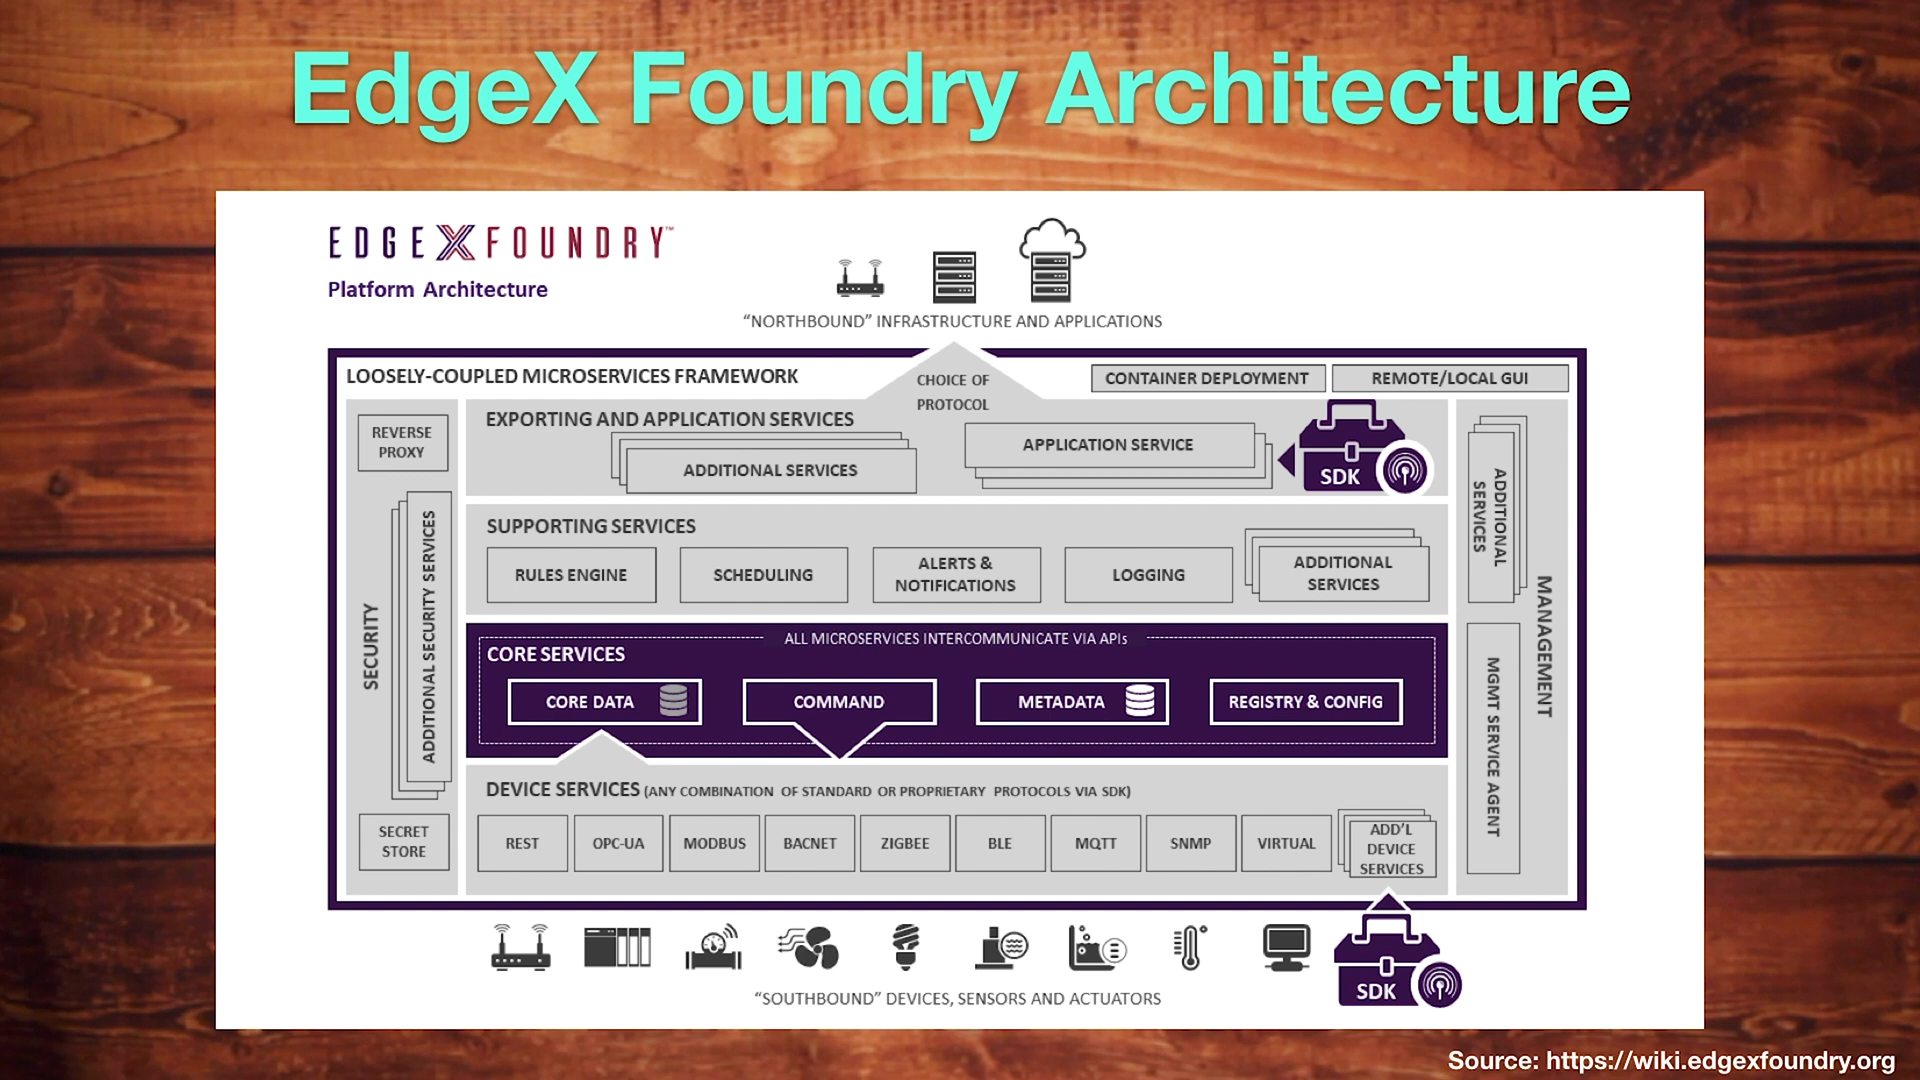 EdgeX Foundry Architecture
EDGE X FOUNDRY™
Platform Architecture
“NORTHBOUND” INFRASTRUCTURE AND APPLICATIONS
LOOSELY-COUPLED MICROSERVICES FRAMEWORK
CHOICE OF
PROTOCOL
CONTAINER DEPLOYMENT
REMOTE/LOCAL GUI
REVERSE
PROXY
SECURITY
ADDITIONAL SECURITY SERVICES
SECRET
STORE
EXPORTING AND APPLICATION SERVICES
ADDITIONAL SERVICES
APPLICATION SERVICE
SDK
SUPPORTING SERVICES
RULES ENGINE
SCHEDULING
ALERTS &
NOTIFICATIONS
LOGGING
ADDITIONAL
SERVICES
ALL MICROSERVICES INTERCOMMUNICATE VIA APIs
CORE SERVICES
CORE DATA
COMMAND
METADATA
REGISTRY & CONFIG
DEVICE SERVICES (ANY COMBINATION OF STANDARD OR PROPRIETARY PROTOCOLS VIA SDK)
REST
OPC-UA
MODBUS
BACNET
ZIGBEE
BLE
MQTT
SNMP
VIRTUAL
ADD’L
DEVICE
SERVICES
ADDITIONAL
SERVICES
MANAGEMENT
MGMT SERVICE AGENT
SDK
“SOUTHBOUND” DEVICES, SENSORS AND ACTUATORS
Source: https://wiki.edgexfoundry.org